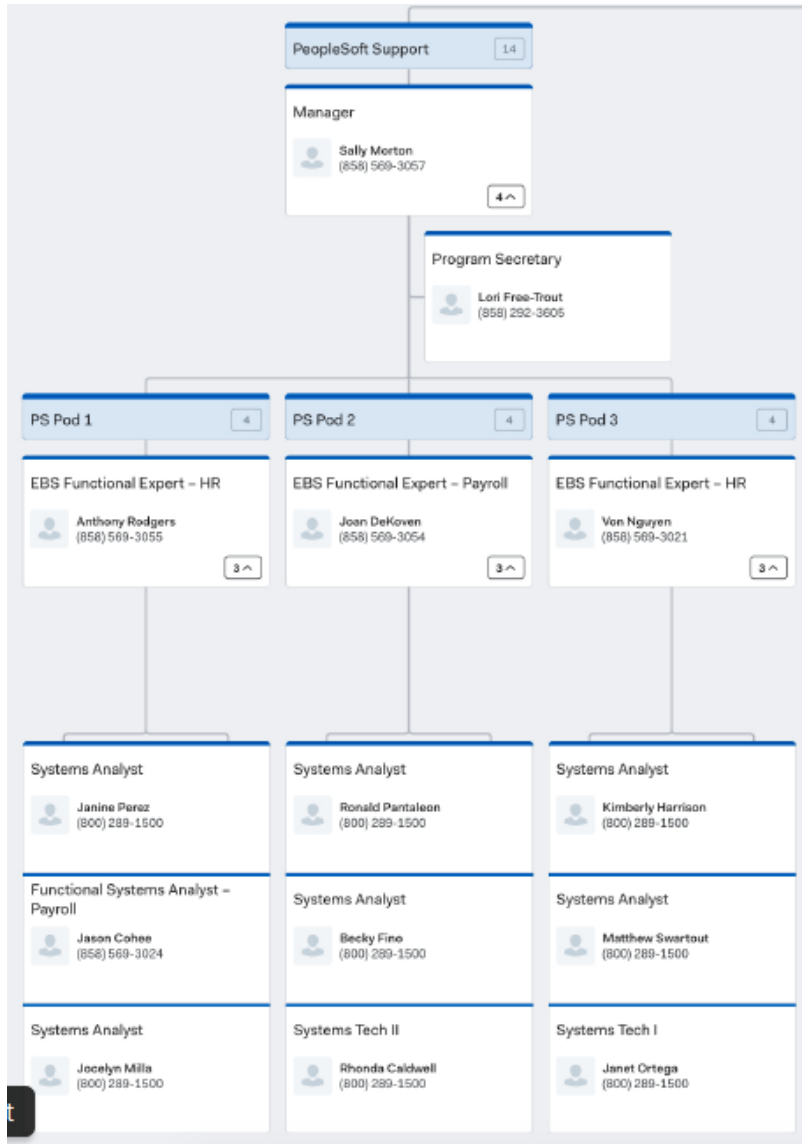 PeopleSoft Support 14
Manager
Sally Morton
(858) 569-3057
4
Program Secretary
Lori Free-Trout
(858) 292-3605
PS Pod 1 4
EBS Functional Expert – HR
Anthony Rodgers
(858) 569-3055
3
Systems Analyst
Janine Perez
(800) 289-1500
Functional Systems Analyst –
Payroll
Jason Cohee
(858) 569-3024
Systems Analyst
Jocelyn Milla
(800) 289-1500
PS Pod 2 4
EBS Functional Expert – Payroll
Joan DeKoven
(858) 569-3054
3
Systems Analyst
Ronald Pantaleon
(800) 289-1500
Systems Analyst
Becky Fino
(800) 289-1500
Systems Tech II
Rhonda Caldwell
(800) 289-1500
PS Pod 3 4
EBS Functional Expert – HR
Von Nguyen
(858) 569-3021
3
Systems Analyst
Kimberly Harrison
(800) 289-1500
Systems Analyst
Matthew Swartout
(800) 289-1500
Systems Tech I
Janet Ortega
(800) 289-1500
t